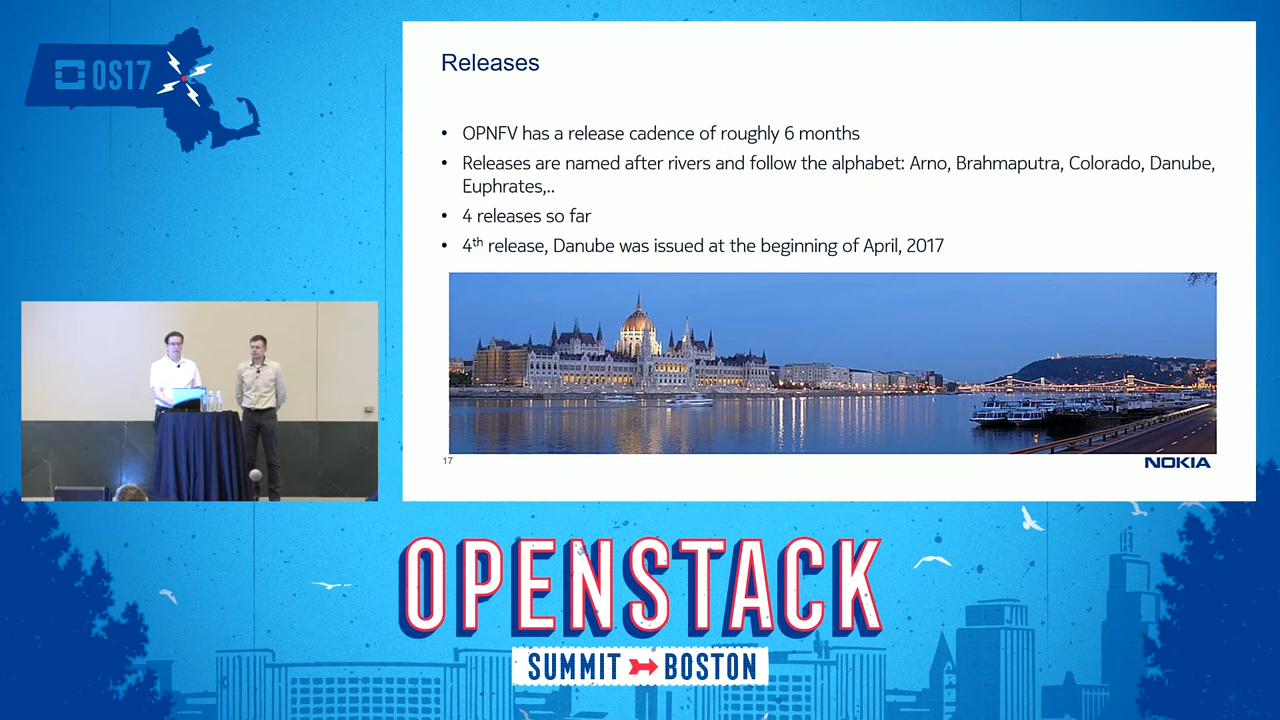 OS17
Releases
• OPNFV has a release cadence of roughly 6 months
• Releases are named after rivers and follow the alphabet: Arno, Brahmaputra, Colorado, Danube,
Euphrates,..
• 4 releases so far
• 4th release, Danube was issued at the beginning of April, 2017
17
NOKIA
OPENSTACK
SUMMIT BOSTON